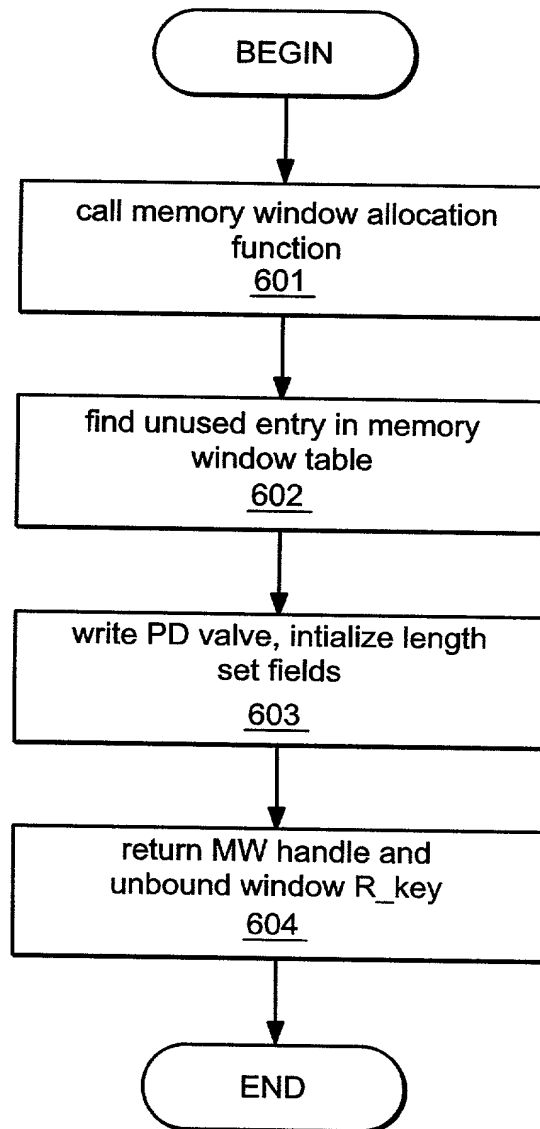 BEGIN
call memory window allocation
function
601
find unused entry in memory
window table
602
write PD valve, intialize length
set fields
603
return MW handle and
unbound window R_key
604
END